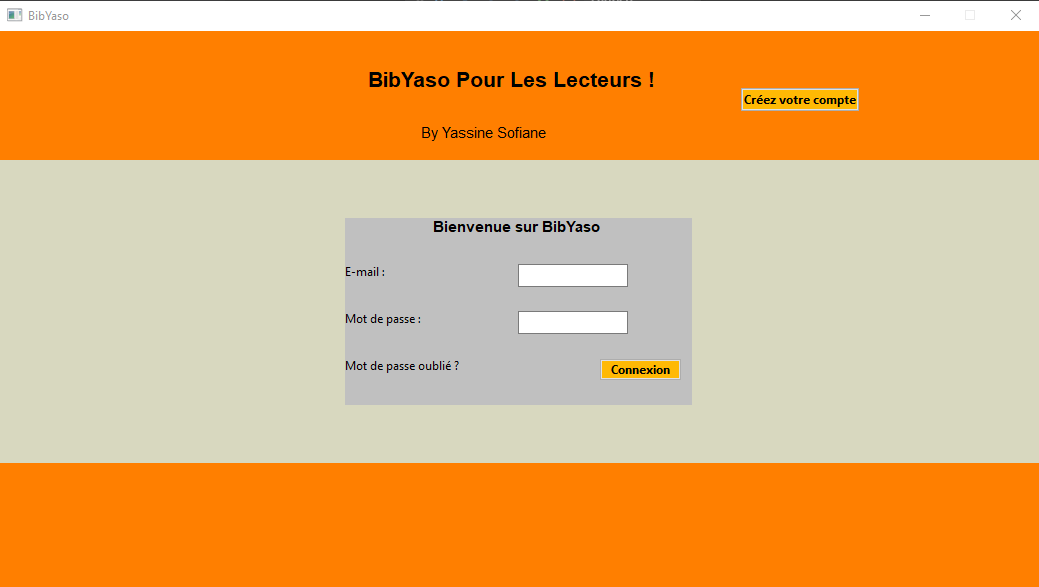 BibYaso
BibYaso Pour Les Lecteurs !
Créez votre compte
By Yassine Sofiane
Bienvenue sur BibYaso
E-mail :
Mot de passe :
Mot de passe oublié ?
Connexion